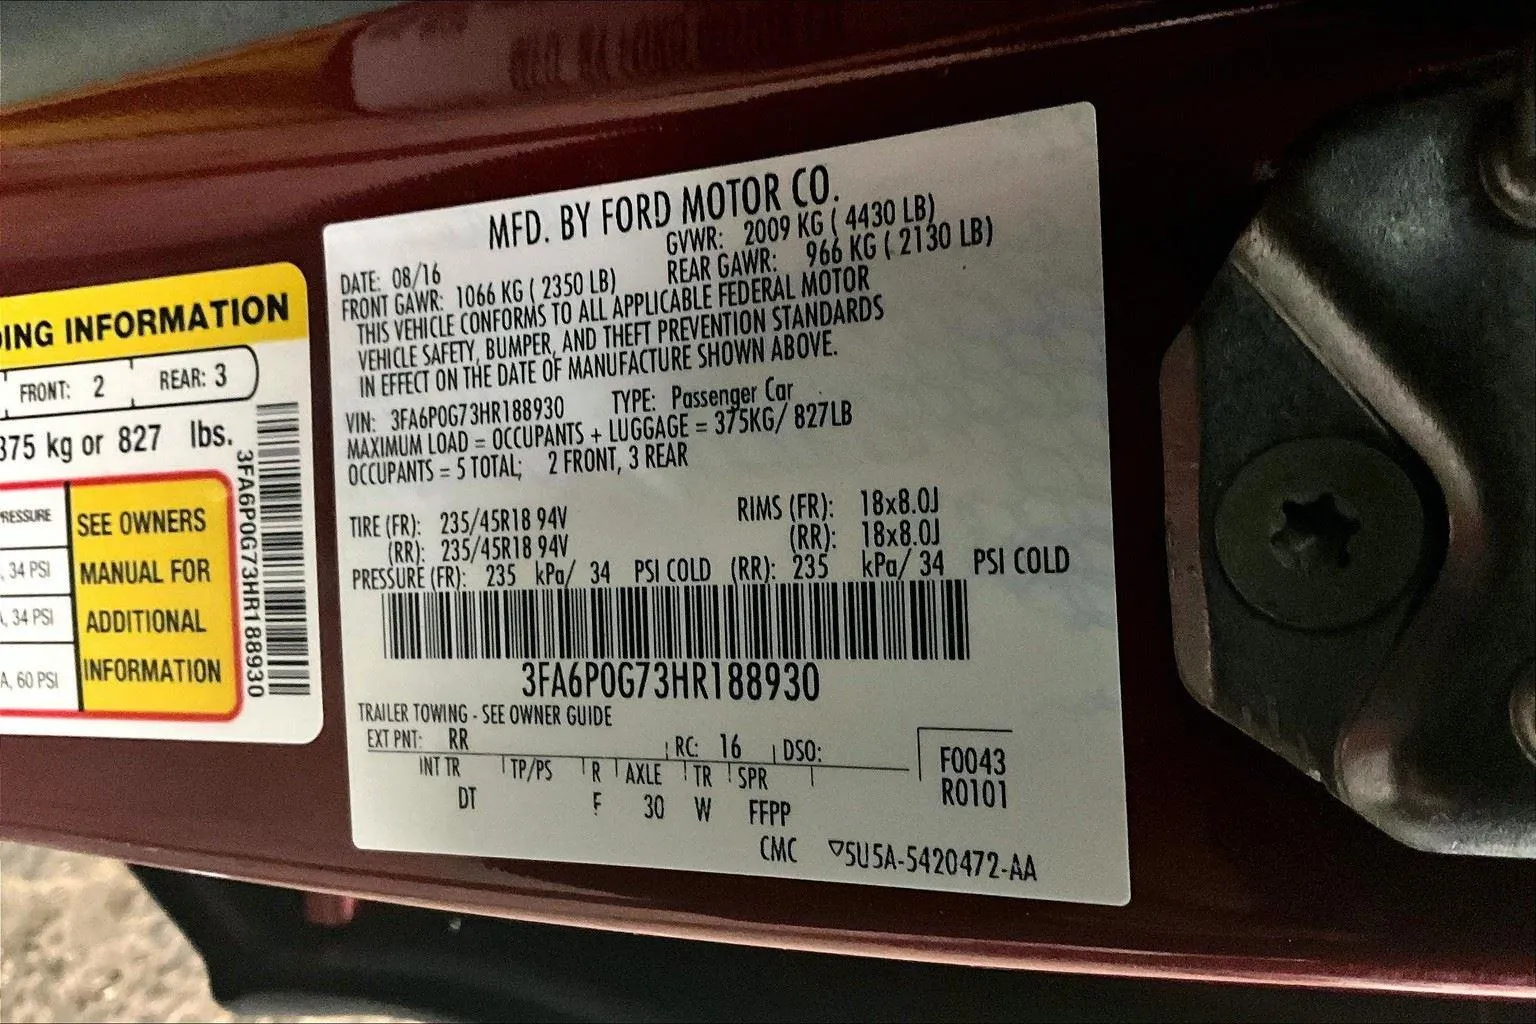 ING INFORMATION
FRONT: 2 REAR: 3
375 kg or 827 lbs.
RESSURE
, 34 PSI
, 34 PSI
A, 60 PSI
SEE OWNERS
MANUAL FOR
ADDITIONAL
INFORMATION
3FA6P0G73HR188930
MFD. BY FORD MOTOR CO.
DATE: 08/16 GVWR: 2009 KG ( 4430 LB)
FRONT GAWR: 1066 KG ( 2350 LB) REAR GAWR: 966 KG ( 2130 LB)
THIS VEHICLE CONFORMS TO ALL APPLICABLE FEDERAL MOTOR
VEHICLE SAFETY, BUMPER, AND THEFT PREVENTION STANDARDS
IN EFFECT ON THE DATE OF MANUFACTURE SHOWN ABOVE.
VIN: 3FA6P0G73HR188930 TYPE: Passenger Car
MAXIMUM LOAD = OCCUPANTS + LUGGAGE = 375KG/ 827LB
OCCUPANTS = 5 TOTAL; 2 FRONT, 3 REAR
TIRE (FR): 235/45R18 94V RIMS (FR): 18x8.0J
(RR): 235/45R18 94V (RR): 18x8.0J
PRESSURE (FR): 235 kPa/ 34 PSI COLD (RR): 235 kPa/ 34 PSI COLD
3FA6P0G73HR188930
TRAILER TOWING - SEE OWNER GUIDE
EXT PNT: RR RC: 16 DSO:
INT TR TP/PS R AXLE TR SPR
DT F 30 W FFPP
F0043
R0101
CMC ▽5U5A-5420472-AA